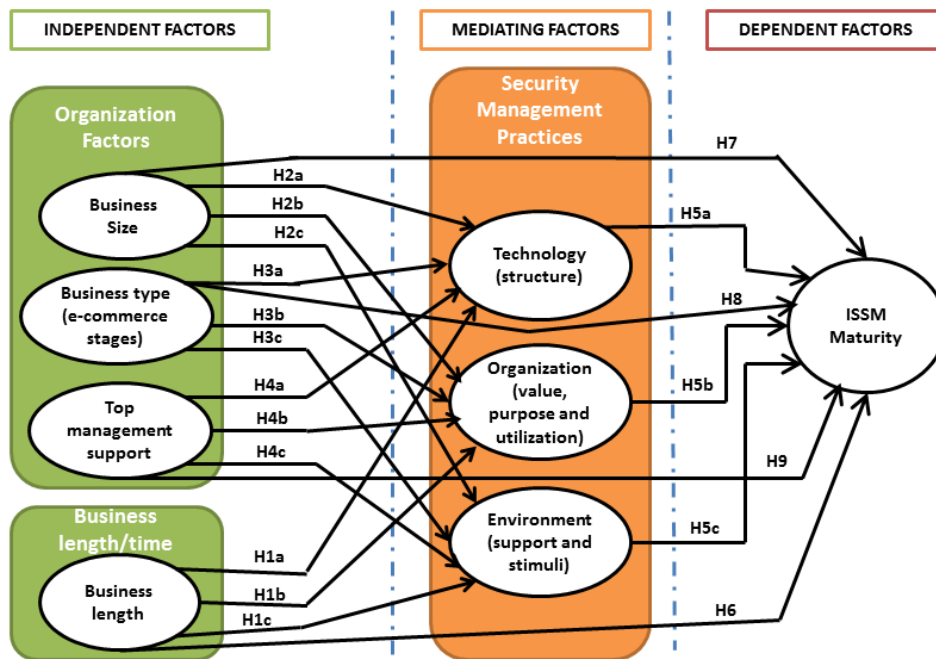 INDEPENDENT FACTORS
MEDIATING FACTORS
DEPENDENT FACTORS
Organization
Factors
Business
Size
Business type
(e-commerce
stages)
Top
management
support
Business
length/time
Business
length
H2a
H2b
H2c
H3a
H3b
H3c
H4a
H4b
H4c
H1a
H1b
H1c
Security
Management
Practices
Technology
(structure)
Organization
(value,
purpose and
utilization)
Environment
(support and
stimuli)
H7
H5a
H8
H5b
H9
H5c
H6
ISSM
Maturity